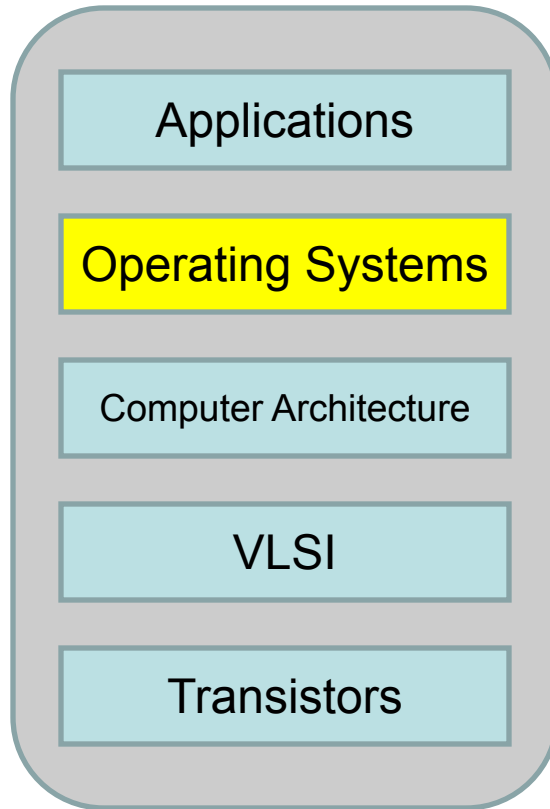 Applications
Operating Systems
Computer Architecture
VLSI
Transistors